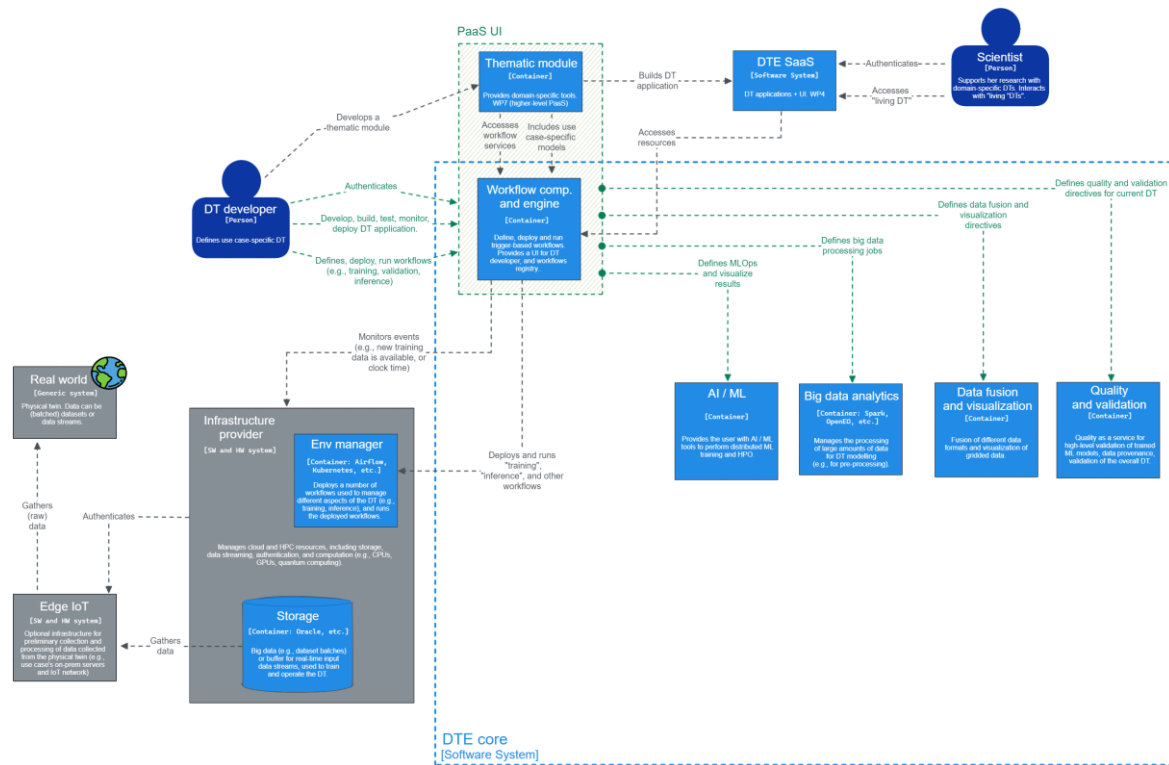 PaaS UI
Thematic module
[Container]
Provides domain-specific tools.
WP7 (higher-level PaaS)
Builds DT
application
DTE SaaS
[Software System]
DT applications + UI. WP4
Authenticates
Accesses
"living DT"
Scientist
[Person]
Supports her research with
domain-specific DTs. Interacts
with "living "DTs".
Develops a
-thematic module
Accesses
workflow
services
Includes use
case-specific
models
Accesses
resources
DT developer
[Person]
Defines use case-specific DT
Authenticates
Develop, build, test, monitor,
deploy DT application.
Defines, deploy, run workflows
(e.g., training, validation,
inference)
Workflow comp.
and engine
[Container]
Define, deploy and run
trigger-based workflows.
Provides a UI for DT
developer, and workflows
registry.
Defines quality and validation
directives for current DT
Defines data fusion and
visualization
directives
Defines big data
processing jobs
Defines MLOps
and visualize
results
Monitors events
(e.g., new training
data is available, or
clock time)
Real world
[Generic system]
Physical twin. Data can be
(batched) datasets or
data streams.
Infrastructure
provider
[SW and HW system]
Env manager
[Container: Airflow,
Kubernetes, etc.]
Deploys a number of
workflows used to manage
different aspects of the DT (e.g.,
training, inference), and runs
the deployed workflows.
Deploys and runs
"training",
"inference", and other
workflows
AI / ML
[Container]
Provides the user with AI / ML
tools to perform distributed ML
training and HPO.
Big data analytics
[Container: Spark,
OpenEO, etc.]
Manages the processing
of large amounts of data
for DT modelling
(e.g., for pre-processing).
Data fusion
and visualization
[Container]
Fusion of different data
formats and visualization of
gridded data.
Quality
and validation
[Container]
Quality as a service for
high-level validation of trained
ML models, data provenance,
validation of the overall DT.
Gathers
(raw)
data
Authenticates
Manages cloud and HPC resources, including storage,
data streaming, authentication, and computation (e.g., CPUs,
GPUs, quantum computing).
Edge IoT
[SW and HW system]
Optional infrastructure for
preliminary collection and
processing of data collected
from the physical twin (e.g.,
use case's on-prem servers
and IoT network)
Gathers
data
Storage
[Container: Oracle, etc.]
Big data (e.g., dataset batches)
or buffer for real-time input
data streams, used to train
and operate the DT.
DTE core
[Software System]